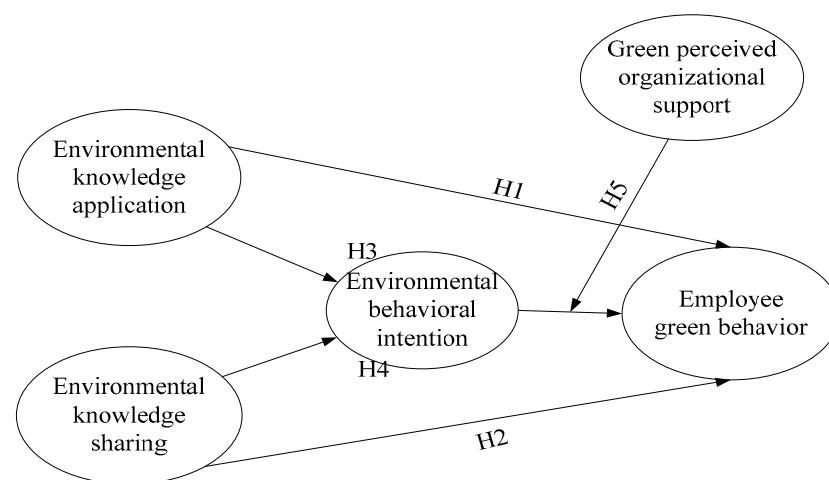 Green perceived
organizational
support
Environmental
knowledge
application
H1
H5
H3
Environmental
behavioral
intention
H4
Employee
green behavior
Environmental
knowledge
sharing
H2